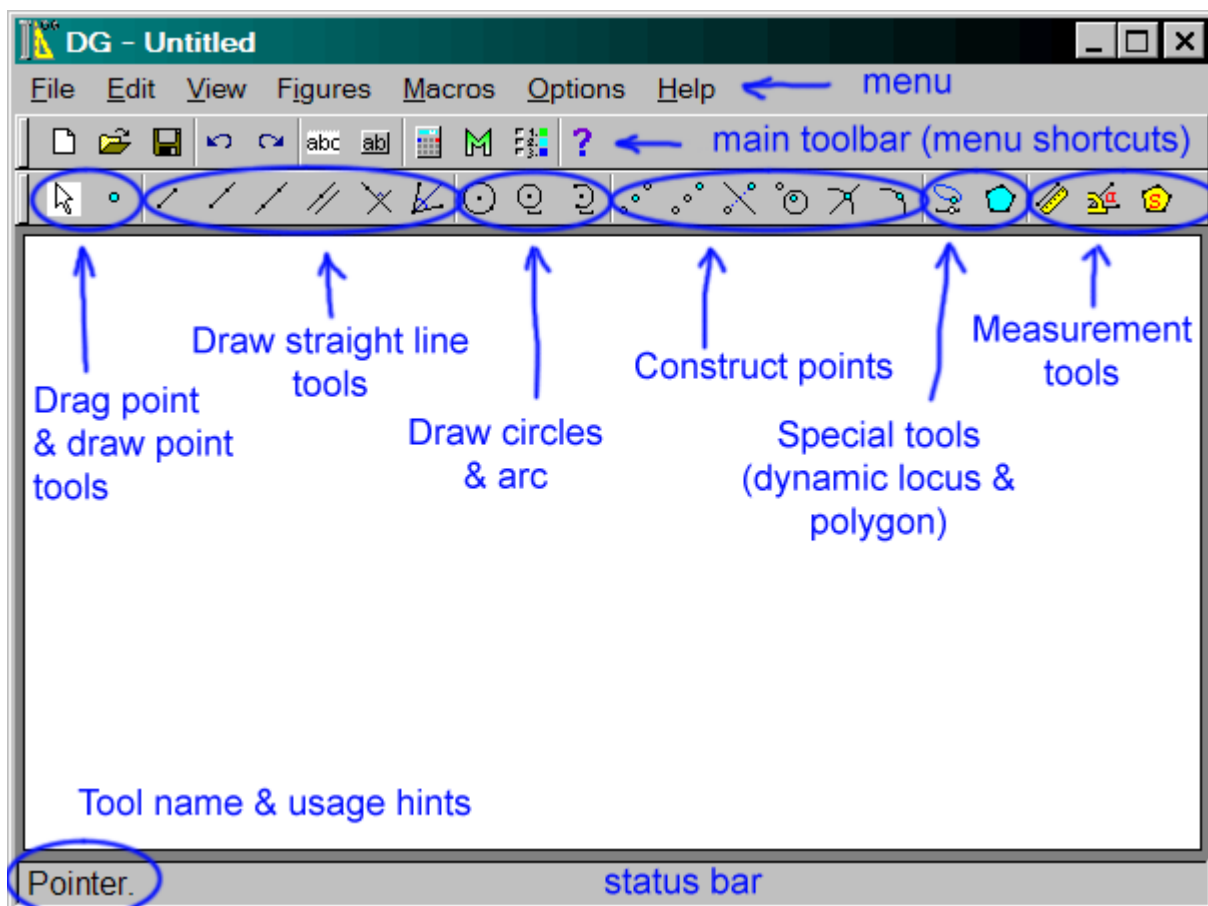 DG - Untitled
File Edit View Figures Macros Options Help menu
abc ab main toolbar (menu shortcuts)
Draw straight line
tools
Measurement
tools
Construct points
Drag point
& draw point
tools
Draw circles
& arc
Special tools
(dynamic locus &
polygon)
Tool name & usage hints
Pointer. status bar